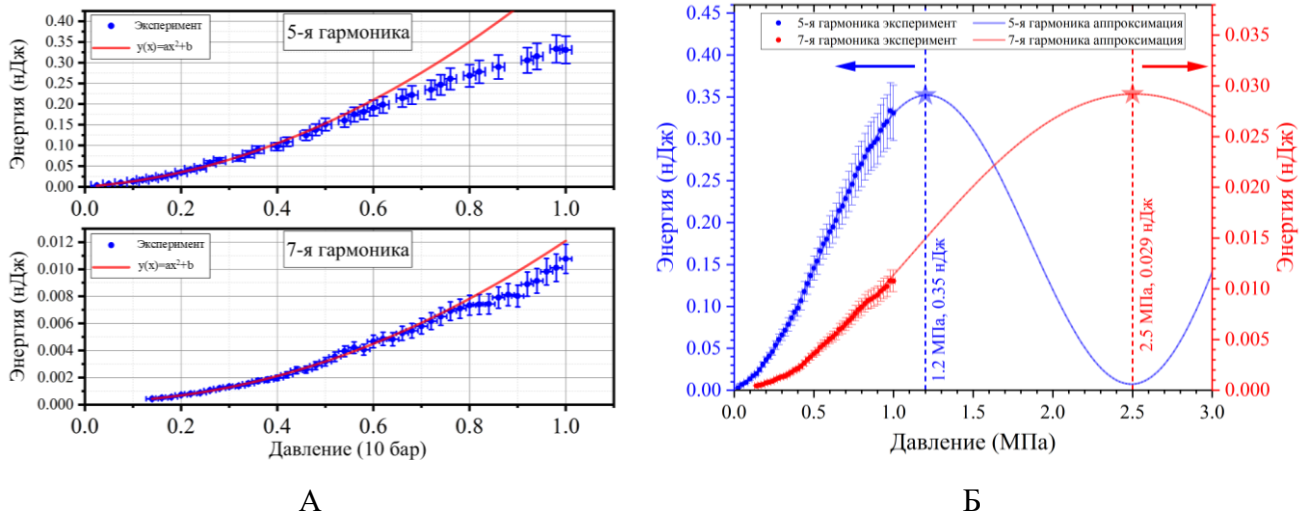 Эксперимент
y(x)=ax²+b
5-я гармоника
Энергия (нДж)
0.40
0.35
0.30
0.25
0.20
0.15
0.10
0.05
0.00
0.0 0.2 0.4 0.6 0.8 1.0
Эксперимент
y(x)=ax²+b
7-я гармоника
Энергия (нДж)
0.012
0.010
0.008
0.006
0.004
0.002
0.000
0.0 0.2 0.4 0.6 0.8 1.0
Давление (10 бар)
А
5-я гармоника эксперимент 5-я гармоника аппроксимация
7-я гармоника эксперимент 7-я гармоника аппроксимация
Энергия (нДж)
0.45
0.40
0.35
0.30
0.25
0.20
0.15
0.10
0.05
0.00
1.2 МПа, 0.35 нДж
2.5 МПа, 0.029 нДж
0.035
0.030
0.025
0.020
0.015
0.010
0.005
0.000
Энергия (нДж)
0.0 0.5 1.0 1.5 2.0 2.5 3.0
Давление (МПа)
Б